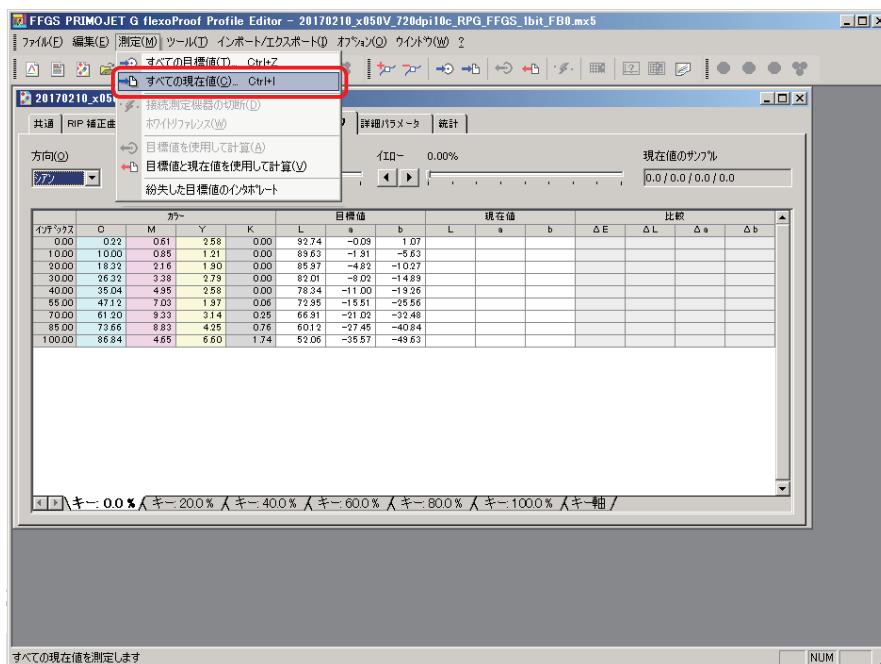 FFGS PRIMOJET G flexoProof Profile Editor - 20170210_x050V_720dpi10c_RPG_FFGS_1bit_FB0.mx5
ファイル(F) 編集(E) 測定(M) ツール(T) インポート/エクスポート(I) オプション(O) ウインドウ(W) ?
すべての目標値(T)... Ctrl+Z
すべての現在値(C)... Ctrl+I
接続測定機器の切断(D)
ホワイトリファレンス(W)
目標値を使用して計算(A)
目標値と現在値を使用して計算(V)
紛失した目標値のインタポレート
20170210_x05
共通 RIP 補正曲 詳細パラメータ 統計
方向(O) イエロー 0.00% 現在値のサンプル
シアン 0.0 / 0.0 / 0.0 / 0.0
カラー 目標値 現在値 比較
インデックス C M Y K L a b L a b ΔE ΔL Δa Δb
0.00 0.22 0.61 2.58 0.00 92.74 -0.09 1.07
10.00 10.00 0.85 1.21 0.00 89.63 -1.91 -5.63
20.00 18.32 2.16 1.90 0.00 85.97 -4.82 -10.27
30.00 26.32 3.38 2.79 0.00 82.01 -8.02 -14.89
40.00 35.04 4.95 2.58 0.00 78.34 -11.00 -19.26
55.00 47.12 7.03 1.97 0.06 72.95 -15.51 -25.56
70.00 61.20 9.33 3.14 0.25 66.91 -21.02 -32.48
85.00 73.66 8.83 4.25 0.76 60.12 -27.45 -40.84
100.00 86.84 4.65 6.60 1.74 52.06 -35.57 -49.63
キー: 0.0 % キー: 20.0 % キー: 40.0 % キー: 60.0 % キー: 80.0 % キー: 100.0 % キー軸
すべての現在値を測定します NUM